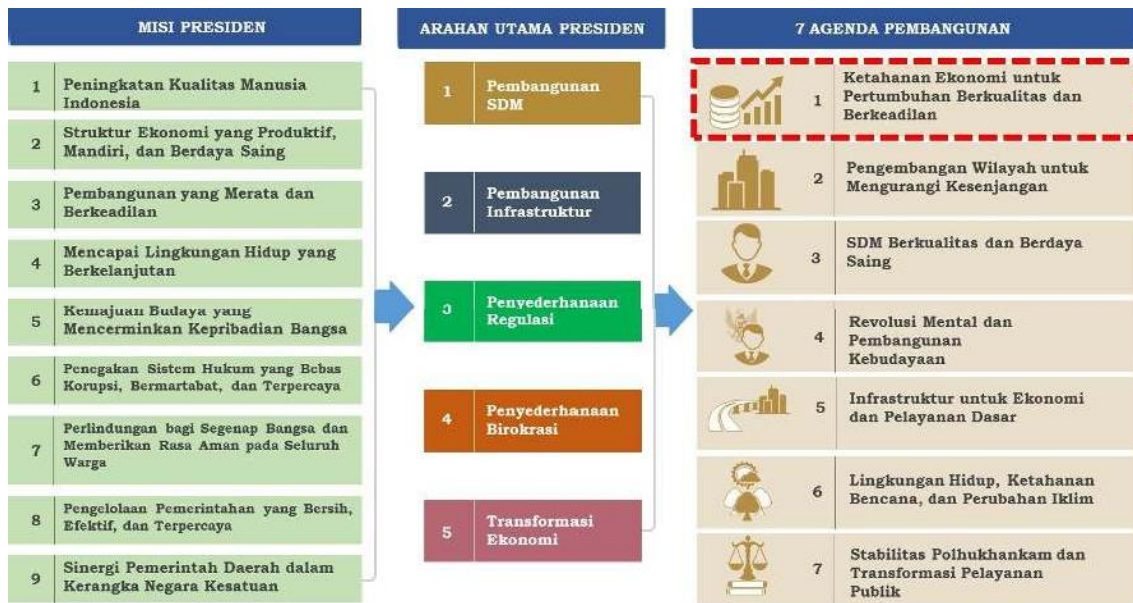 MISI PRESIDEN
1
Peningkatan Kualitas Manusia
Indonesia
2
Struktur Ekonomi yang Produktif,
Mandiri, dan Berdaya Saing
3
Pembangunan yang Merata dan
Berkeadilan
4
Mencapai Lingkungan Hidup yang
Berkelanjutan
5
Kemajuan Budaya yang
Mencerminkan Kepribadian Bangsa
6
Penegakan Sistem Hukum yang Bebas
Korupsi, Bermartabat, dan Terpercaya
7
Perlindungan bagi Segenap Bangsa dan
Memberikan Rasa Aman pada Seluruh
Warga
8
Pengelolaan Pemerintahan yang Bersih,
Efektif, dan Terpercaya
9
Sinergi Pemerintah Daerah dalam
Kerangka Negara Kesatuan
ARAHAN UTAMA PRESIDEN
1
Pembangunan
SDM
2
Pembangunan
Infrastruktur
3
Penyederhanaan
Regulasi
4
Penyederhanaan
Birokrasi
5
Transformasi
Ekonomi
7 AGENDA PEMBANGUNAN
1
Ketahanan Ekonomi untuk
Pertumbuhan Berkualitas dan
Berkeadilan
2
Pengembangan Wilayah untuk
Mengurangi Kesenjangan
3
SDM Berkualitas dan Berdaya
Saing
4
Revolusi Mental dan
Pembangunan
Kebudayaan
5
Infrastruktur untuk Ekonomi
dan Pelayanan Dasar
6
Lingkungan Hidup, Ketahanan
Bencana, dan Perubahan Iklim
7
Stabilitas Polhukhankam dan
Transformasi Pelayanan
Publik